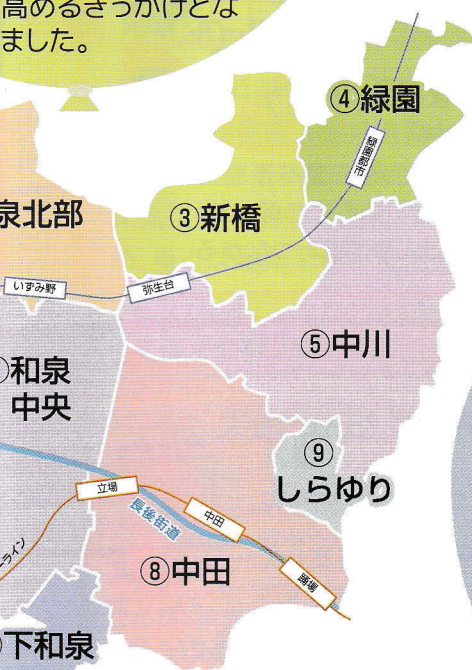 高めるきっかけとな
ました。
④緑園
緑園都市
泉北部
③新橋
いずみ野
弥生台
⑤中川
和泉
中央
⑨
しらゆり
立場
長後街道
中田
⑧中田
踊場
ーライン
下和泉